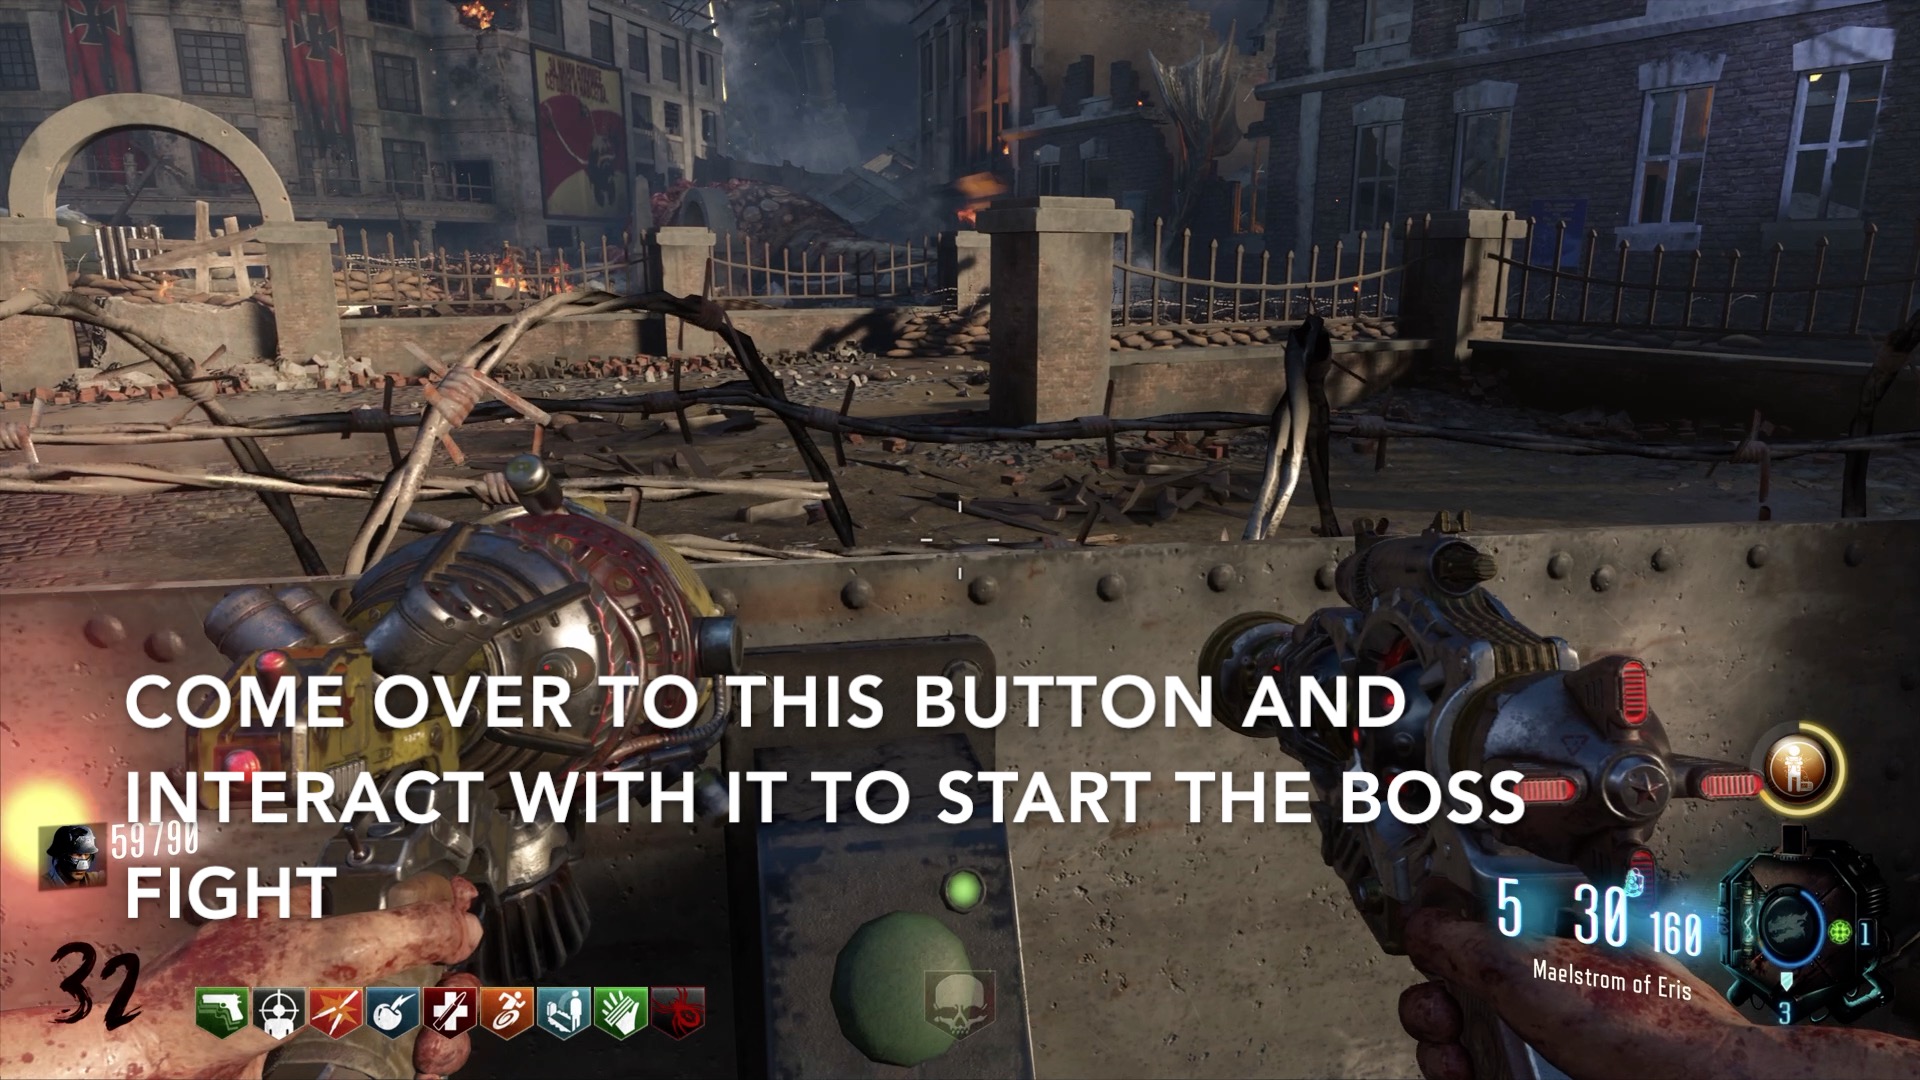 COME OVER TO THIS BUTTON AND
INTERACT WITH IT TO START THE BOSS
FIGHT
59790
32
5 30 160
Maelstrom of Eris
1
3